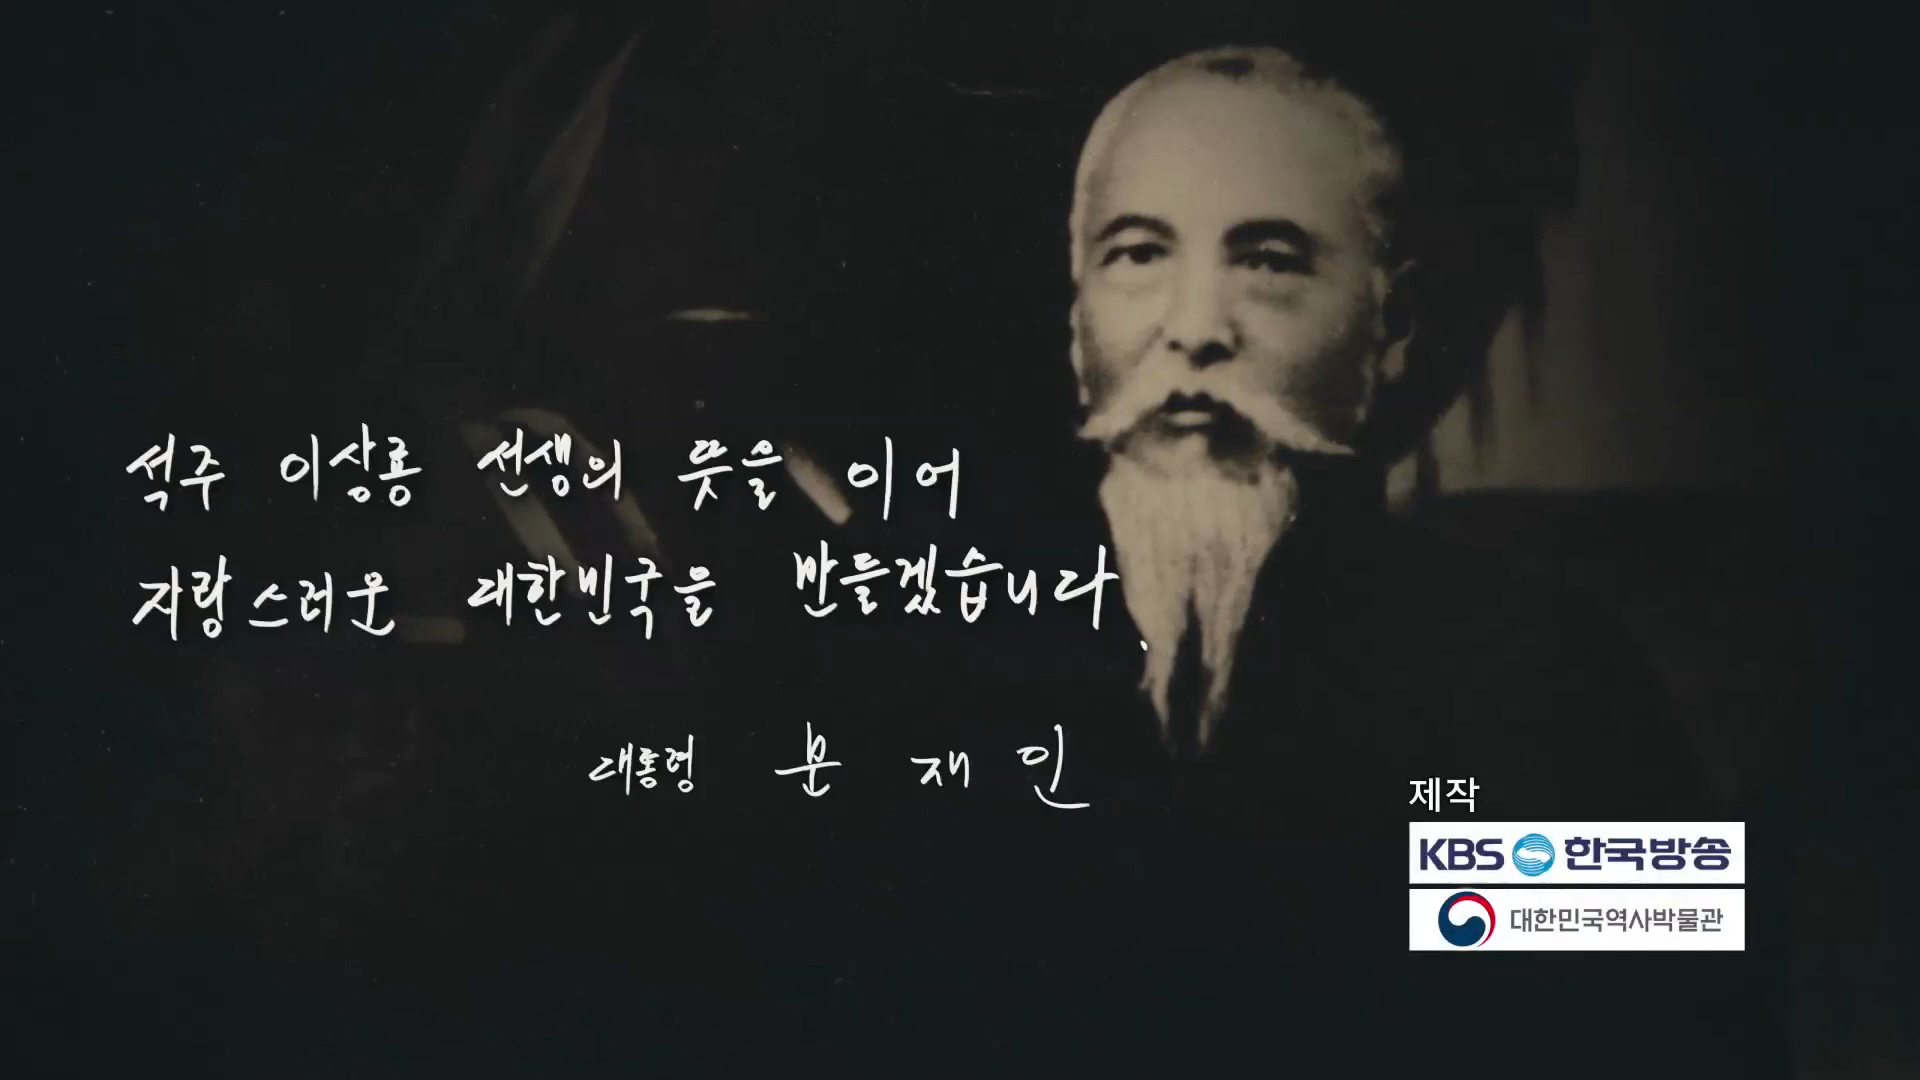 석주 이상룡 선생의 뜻을 이어
자랑스러운 대한민국을 만들겠습니다.
대통령 문재인
제작
KBS 한국방송
대한민국역사박물관